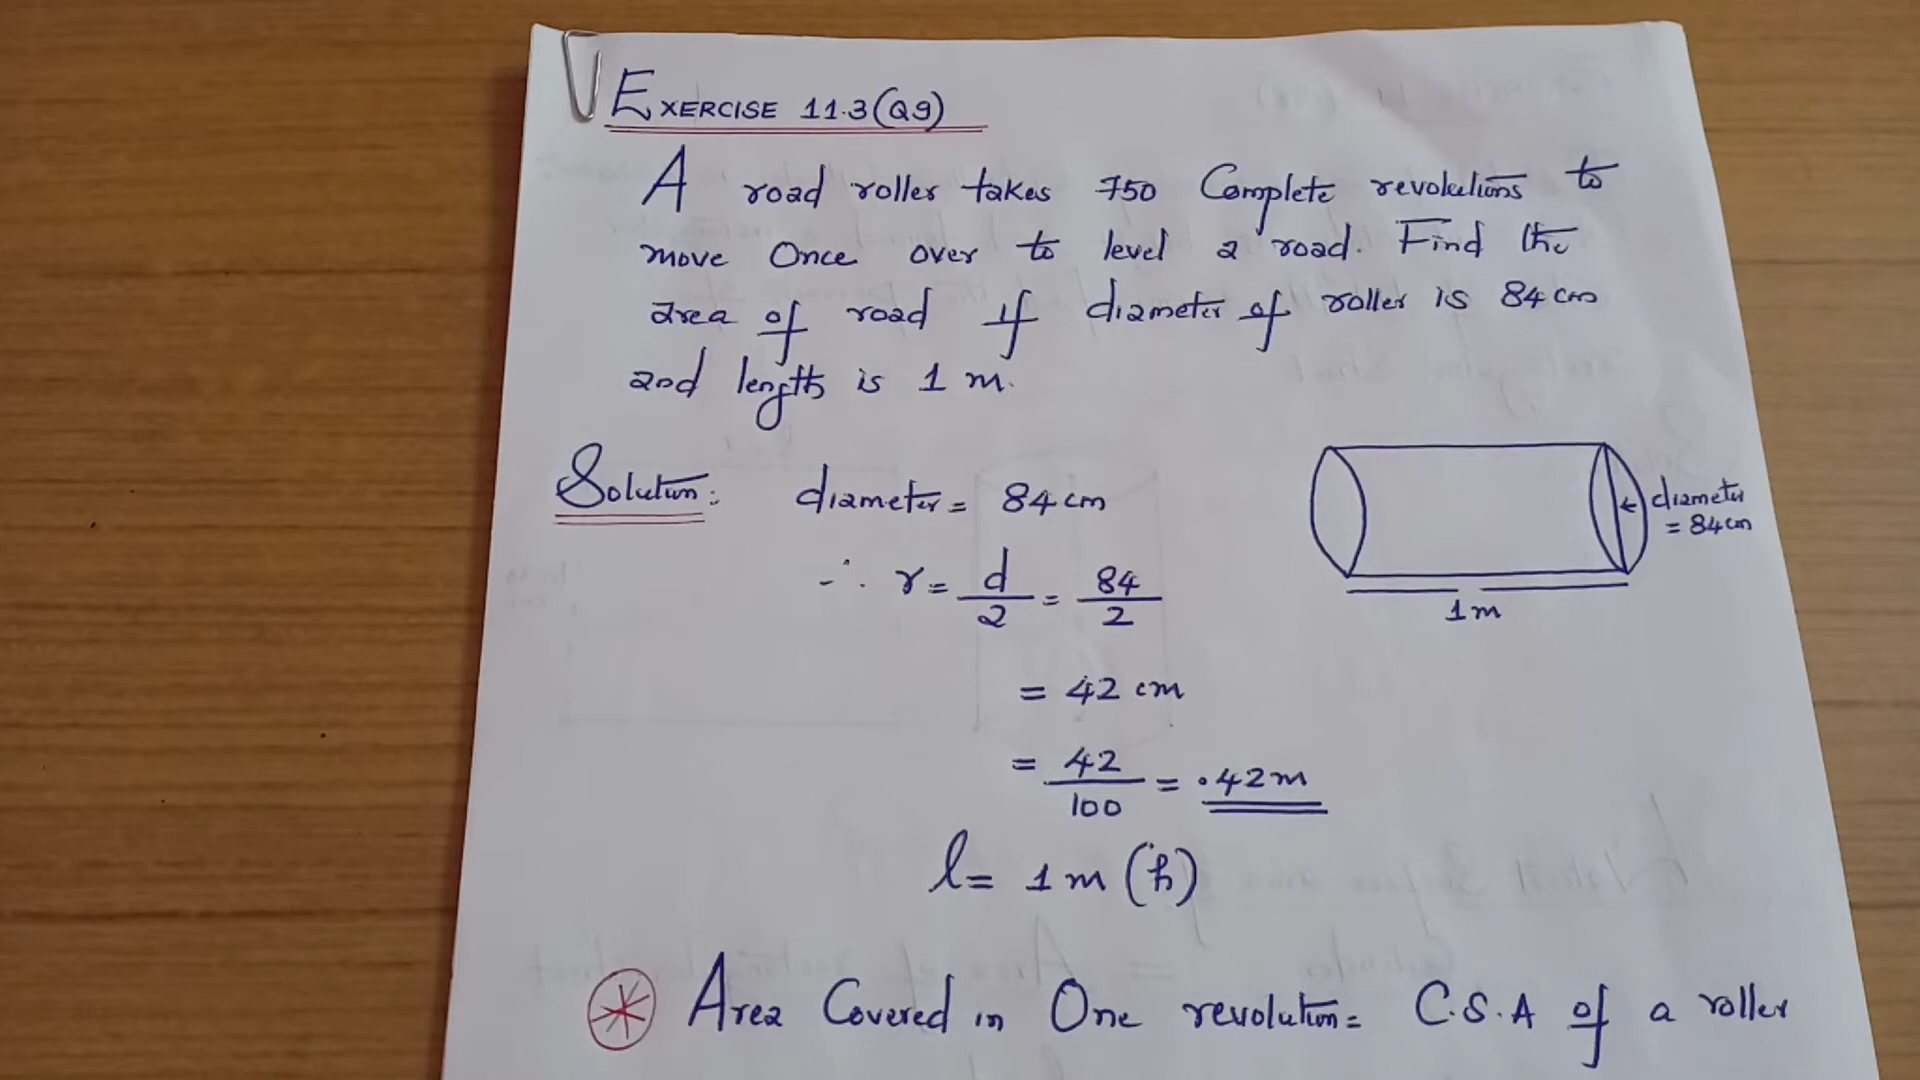 EXERCISE 11.3(Q9)
A road roller takes 750 Complete revolutions to
move Once over to level a road. Find the
area of road if diameter of roller is 84 cm
and length is 1 m.
Solution: diameter = 84 cm
∴ r = d/2 = 84/2
= 42 cm
= 42/100 = .42 m
l = 1 m (h)
diameter
= 84 cm
1 m
* Area Covered in One revolution = C.S.A of a roller